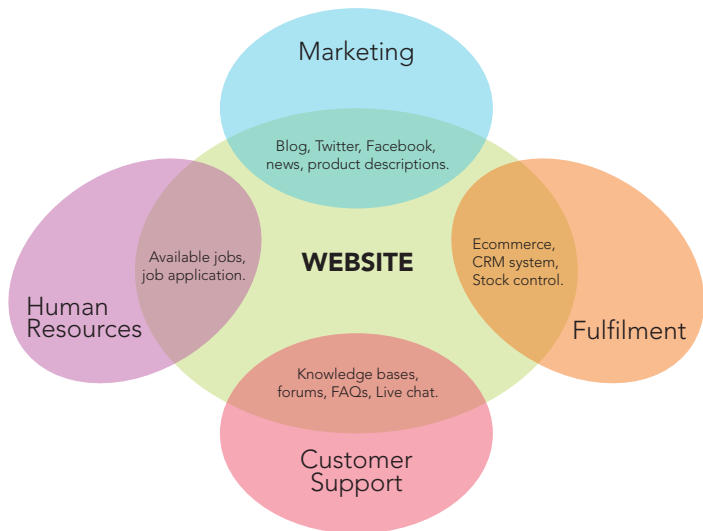 Marketing
Blog, Twitter, Facebook,
news, product descriptions.
Available jobs,
job application.
WEBSITE
Ecommerce,
CRM system,
Stock control.
Human
Resources
Fulfilment
Knowledge bases,
forums, FAQs, Live chat.
Customer
Support